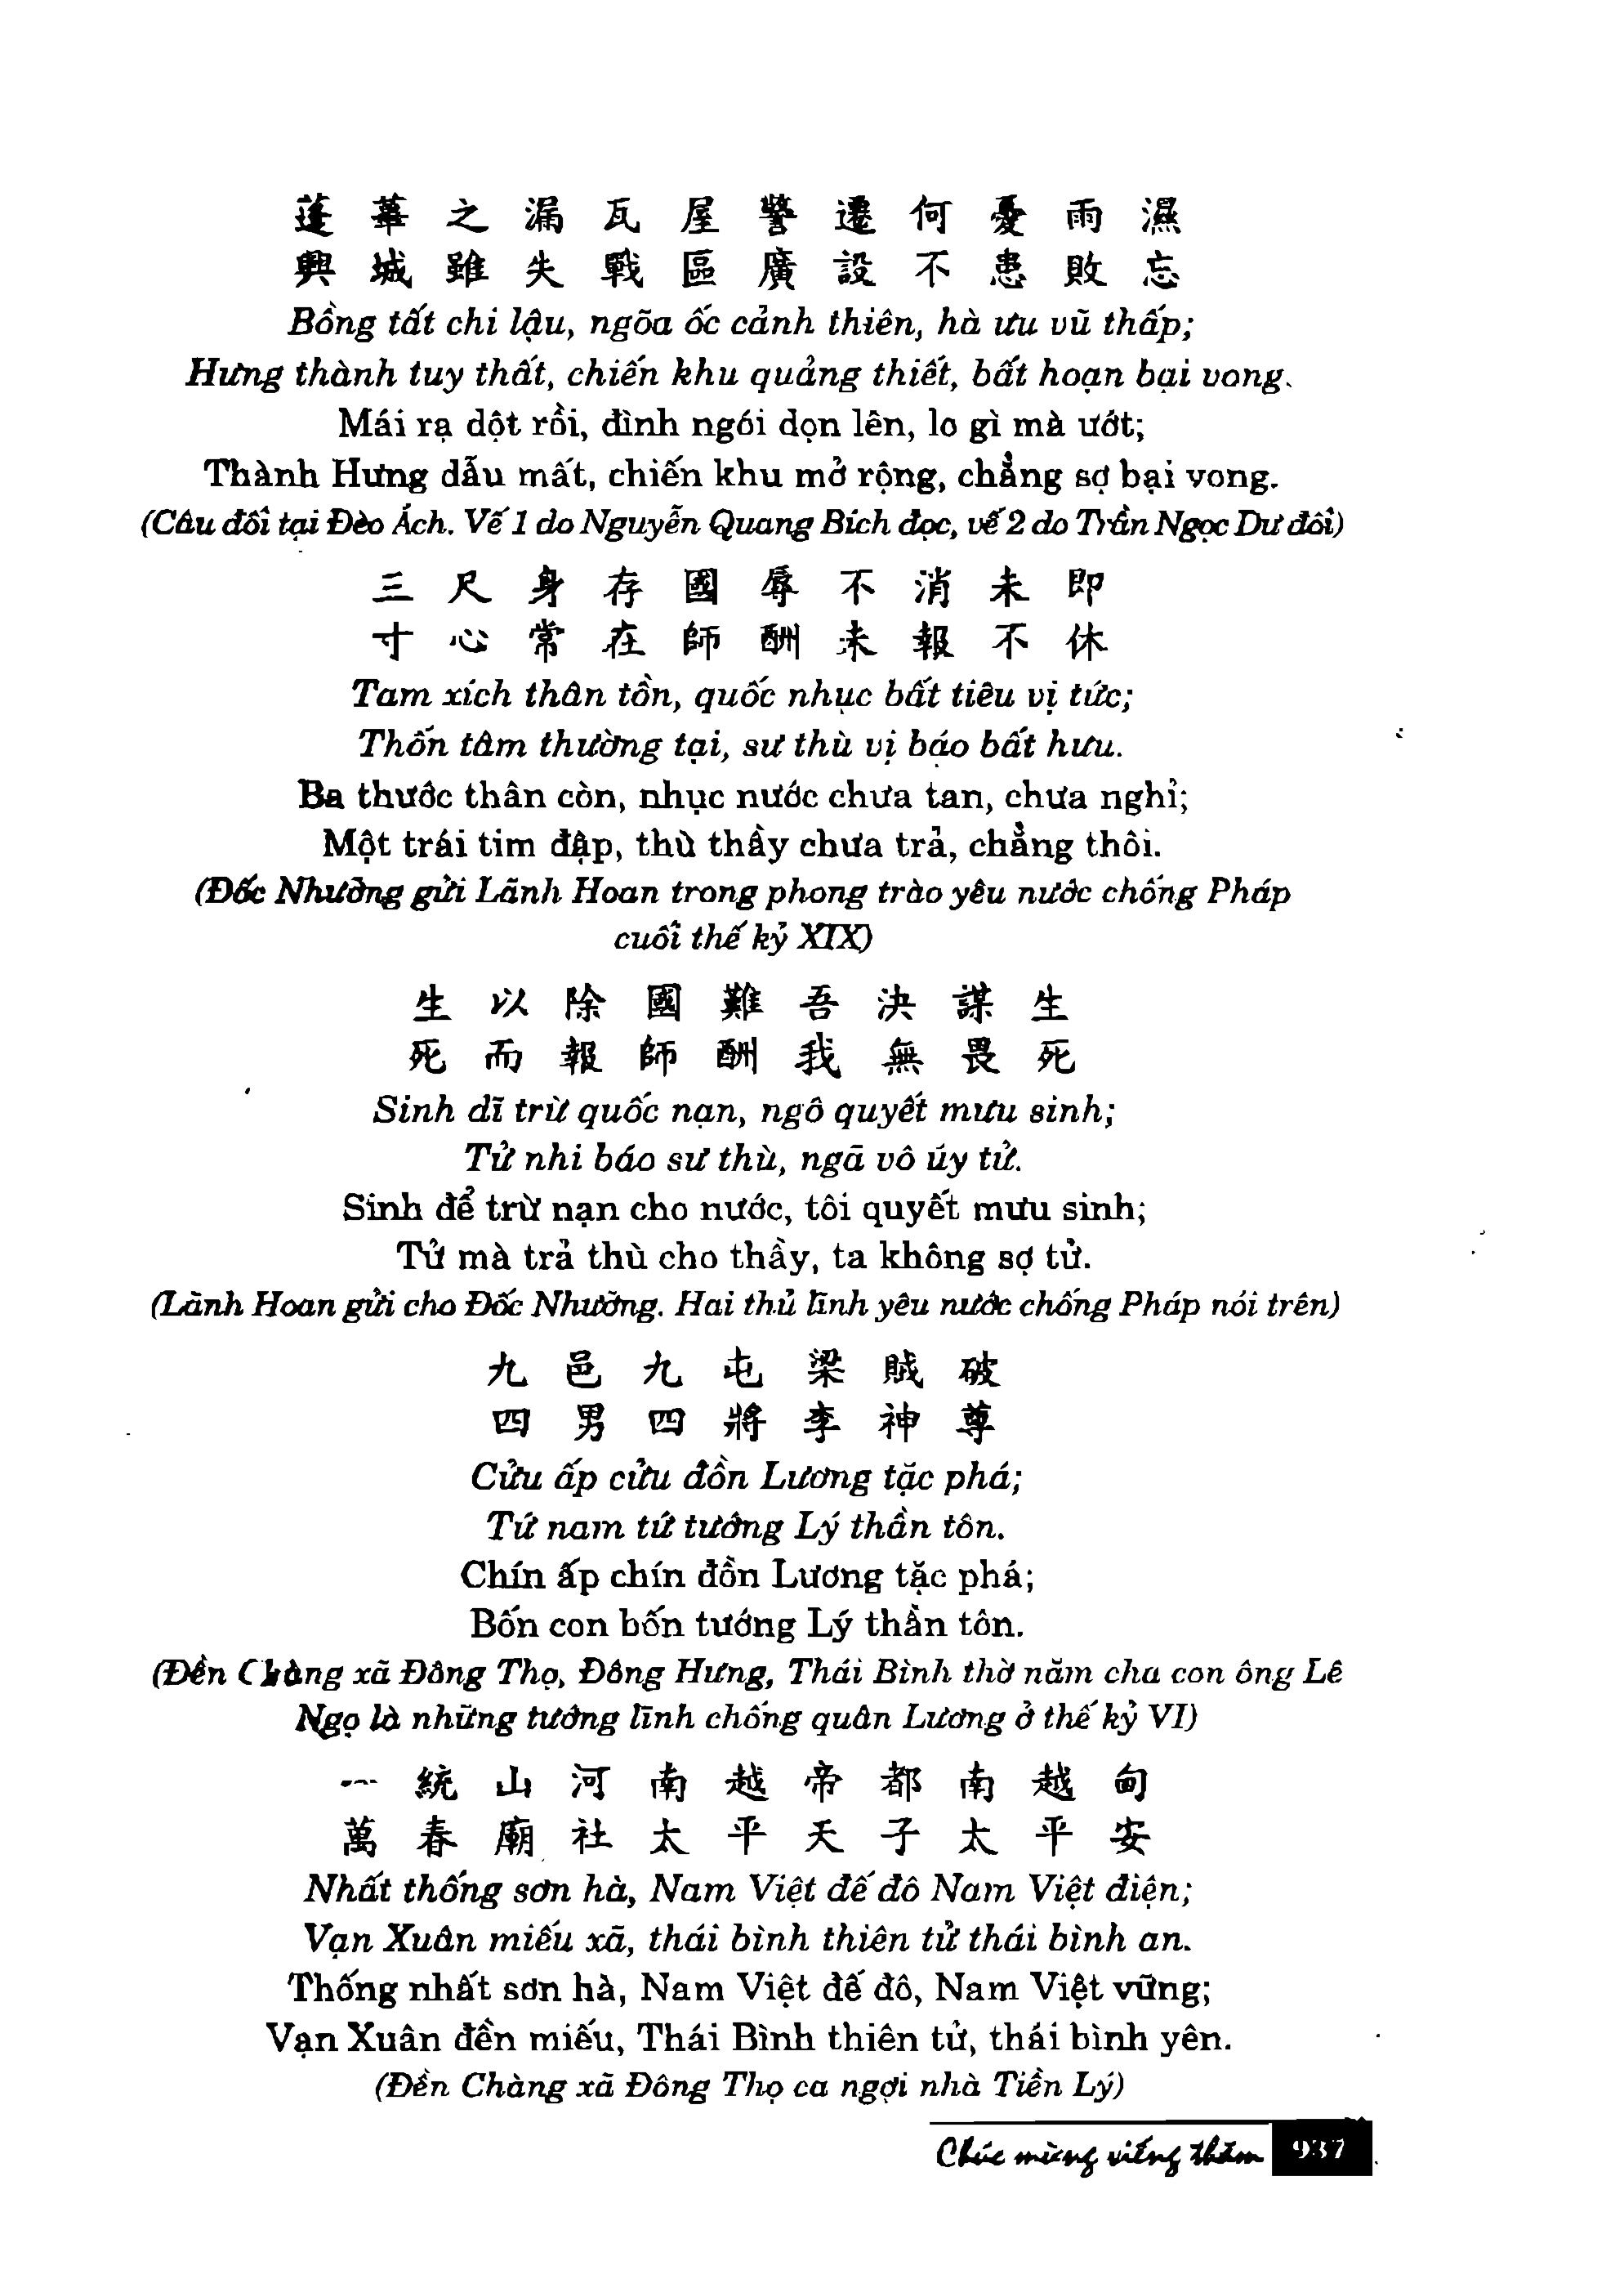 蓬蓽之漏瓦屋警遷何憂雨濕
興城雖失戰區廣設不患敗忘
Bồng tất chi lậu, ngõa ốc cảnh thiên, hà ưu vũ thấp;
Hưng thành tuy thất, chiến khu quảng thiết, bất hoạn bại vong.
Mái rạ dột rồi, đình ngói dọn lên, lo gì mà ướt;
Thành Hưng dẫu mất, chiến khu mở rộng, chẳng sợ bại vong.
(Câu đối tại Đèo Ách. Vế 1 do Nguyễn Quang Bích đọc, vế 2 do Trần Ngọc Dư đối)
三尺身存國辱不消未即
寸心常在師酬未報不休
Tam xích thân tồn, quốc nhục bất tiêu vị tức;
Thốn tâm thường tại, sư thù vị báo bất hưu.
Ba thước thân còn, nhục nước chưa tan, chưa nghỉ;
Một trái tim đập, thù thầy chưa trả, chẳng thôi.
(Đốc Nhưỡng gửi Lãnh Hoan trong phong trào yêu nước chống Pháp
cuối thế kỷ XIX)
生以除國難吾決謀生
死而報師酬我無畏死
Sinh dĩ trừ quốc nạn, ngô quyết mưu sinh;
Tử nhi báo sư thù, ngã vô úy tử.
Sinh để trừ nạn cho nước, tôi quyết mưu sinh;
Tử mà trả thù cho thầy, ta không sợ tử.
(Lãnh Hoan gửi cho Đốc Nhưỡng. Hai thủ lĩnh yêu nước chống Pháp nói trên)
九邑九屯梁賊破
四男四將李神尊
Cửu ấp cửu đồn Lương tặc phá;
Tứ nam tứ tướng Lý thần tôn.
Chín ấp chín đồn Lương tặc phá;
Bốn con bốn tướng Lý thần tôn.
(Đền Chàng xã Đông Thọ, Đông Hưng, Thái Bình thờ năm cha con ông Lê
Ngọ là những tướng lĩnh chống quân Lương ở thế kỷ VI)
一統山河南越帝都南越甸
萬春廟社太平天子太平安
Nhất thống sơn hà, Nam Việt đế đô Nam Việt điện;
Vạn Xuân miếu xã, thái bình thiên tử thái bình an.
Thống nhất sơn hà, Nam Việt đế đô, Nam Việt vững;
Vạn Xuân đền miếu, Thái Bình thiên tử, thái bình yên.
(Đền Chàng xã Đông Thọ ca ngợi nhà Tiền Lý)
Chúc mừng viếng thăm 937